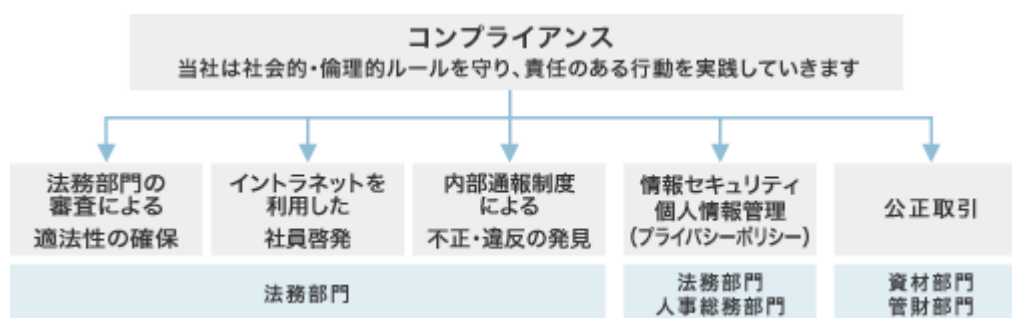 コンプライアンス
当社は社会的・倫理的ルールを守り、責任のある行動を実践していきます
法務部門の
審査による
適法性の確保
イントラネットを
利用した
社員啓発
内部通報制度
による
不正・違反の発見
情報セキュリティ
個人情報管理
(プライバシーポリシー)
公正取引
法務部門
法務部門
人事総務部門
資材部門
管財部門